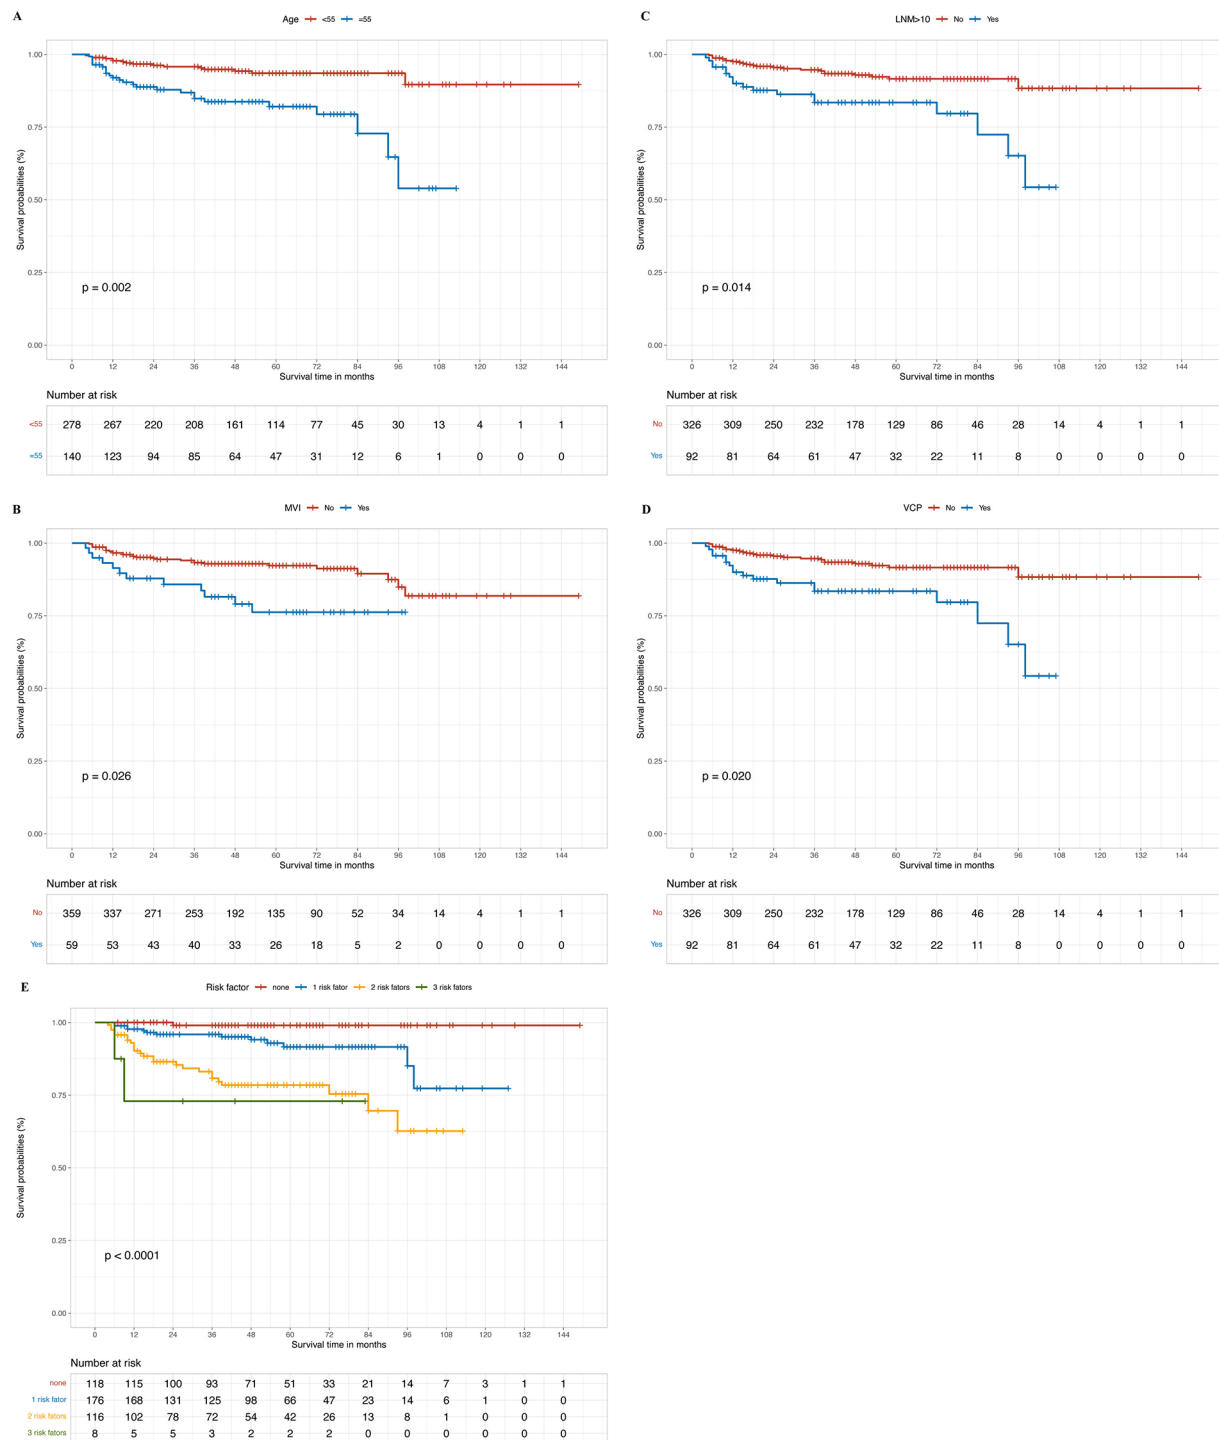 A
Age <55 =55
Survival probabilities (%)
1.00
0.75
0.50
0.25
0.00
p = 0.002
0 12 24 36 48 60 72 84 96 108 120 132 144
Survival time in months
Number at risk
<55 278 267 220 208 161 114 77 45 30 13 4 1 1
=55 140 123 94 85 64 47 31 12 6 1 0 0 0
C
LNM>10 No Yes
Survival probabilities (%)
1.00
0.75
0.50
0.25
0.00
p = 0.014
0 12 24 36 48 60 72 84 96 108 120 132 144
Survival time in months
Number at risk
No 326 309 250 232 178 129 86 46 28 14 4 1 1
Yes 92 81 64 61 47 32 22 11 8 0 0 0 0
B
MVI No Yes
Survival probabilities (%)
1.00
0.75
0.50
0.25
0.00
p = 0.026
0 12 24 36 48 60 72 84 96 108 120 132 144
Survival time in months
Number at risk
No 359 337 271 253 192 135 90 52 34 14 4 1 1
Yes 59 53 43 40 33 26 18 5 2 0 0 0 0
D
VCP No Yes
Survival probabilities (%)
1.00
0.75
0.50
0.25
0.00
p = 0.020
0 12 24 36 48 60 72 84 96 108 120 132 144
Survival time in months
Number at risk
No 326 309 250 232 178 129 86 46 28 14 4 1 1
Yes 92 81 64 61 47 32 22 11 8 0 0 0 0
E
Risk factor none 1 risk fator 2 risk fators 3 risk fators
Survival probabilities (%)
1.00
0.75
0.50
0.25
0.00
p < 0.0001
0 12 24 36 48 60 72 84 96 108 120 132 144
Survival time in months
Number at risk
none 118 115 100 93 71 51 33 21 14 7 3 1 1
1 risk fator 176 168 131 125 98 66 47 23 14 6 1 0 0
2 risk fators 116 102 78 72 54 42 26 13 8 1 0 0 0
3 risk fators 8 5 5 3 2 2 2 0 0 0 0 0 0